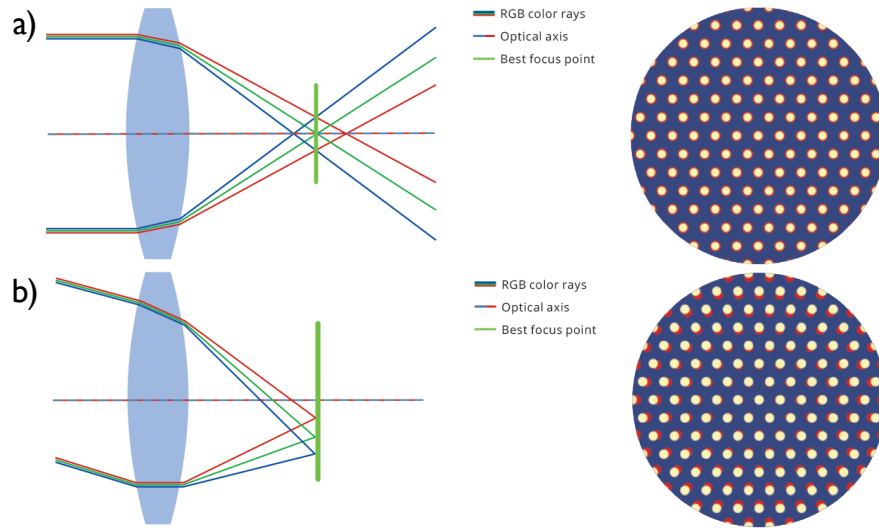 a)
RGB color rays
Optical axis
Best focus point
b)
RGB color rays
Optical axis
Best focus point